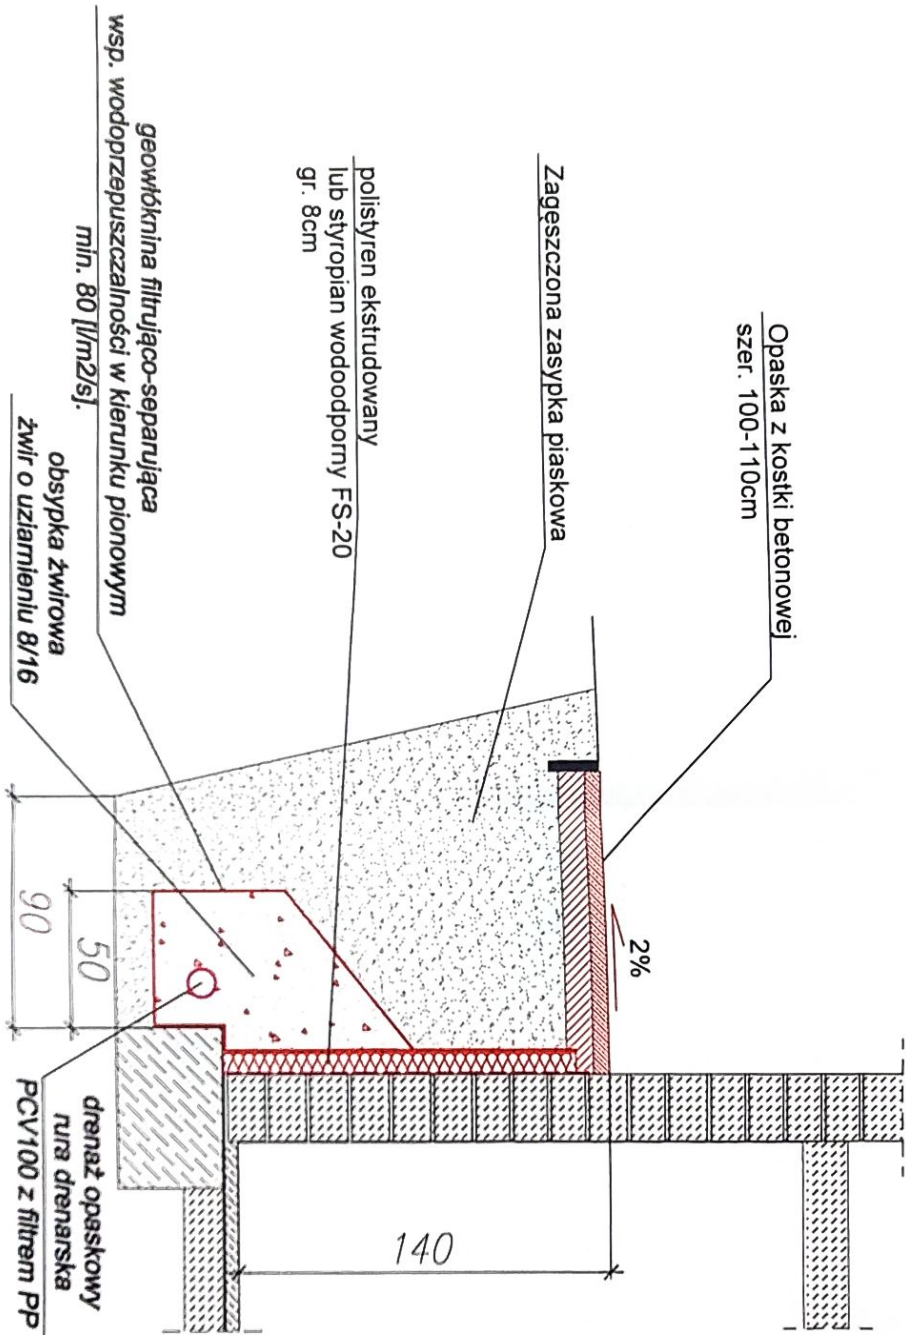 Opaska z kostki betonowej
szer. 100-110cm
Zagęszczona zasypka piaskowa
polistyren ekstrudowany
lub styropian wodoodporny FS-20
gr. 8cm
geowłóknina filtrująco-separująca
wsp. wodoprzepuszczalności w kierunku pionowym
min. 80 [l/m2/s].
obsypka żwirowa
żwir o uziarnieniu 8/16
2%
140
50
90
drenaż opaskowy
rura drenarska
PCV100 z filtrem PP